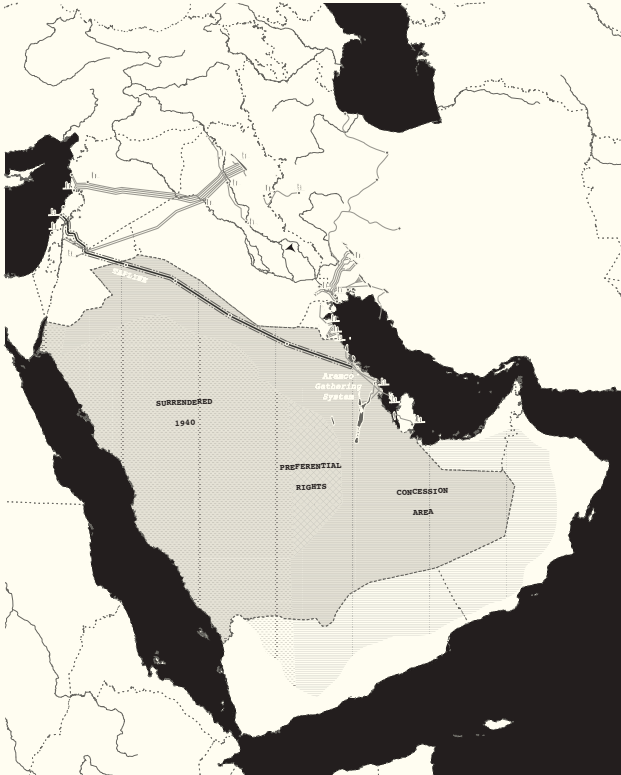 TAPLINE
Aramco
Gathering
System
SURRENDERED
1940
PREFERENTIAL
RIGHTS
CONCESSION
AREA